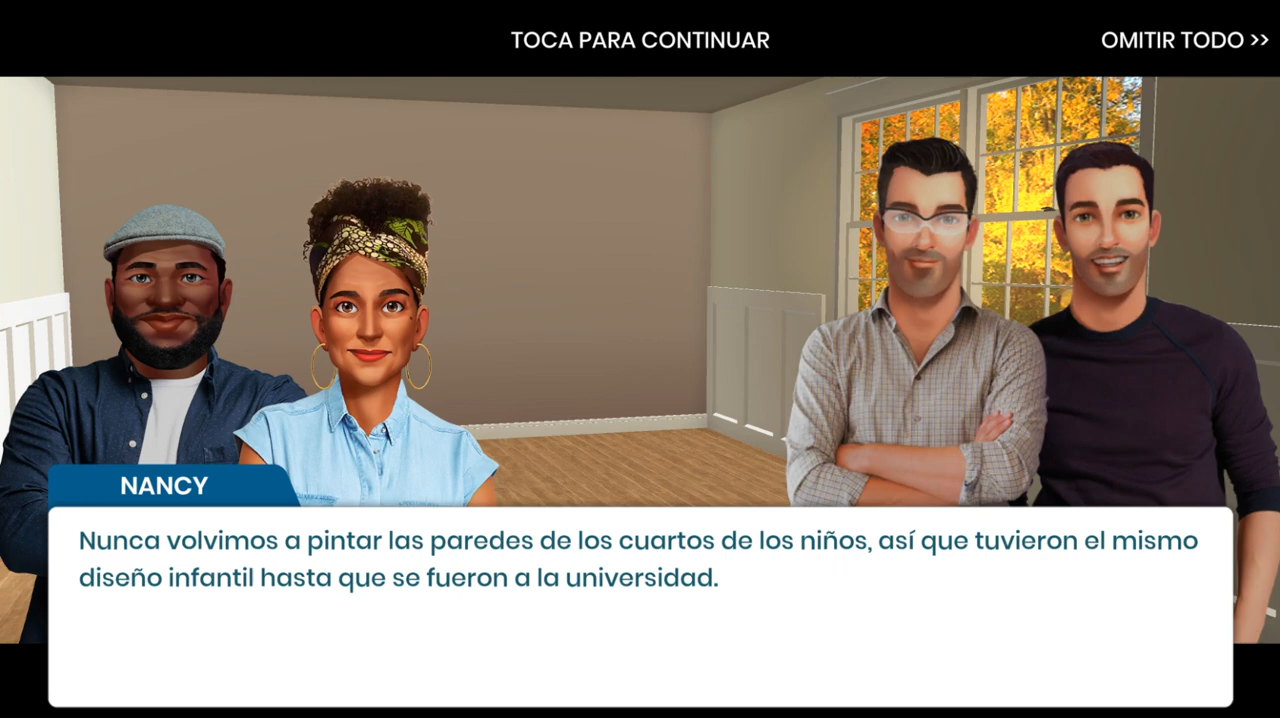 TOCA PARA CONTINUAR
OMITIR TODO >>
NANCY
Nunca volvimos a pintar las paredes de los cuartos de los niños, así que tuvieron el mismo
diseño infantil hasta que se fueron a la universidad.